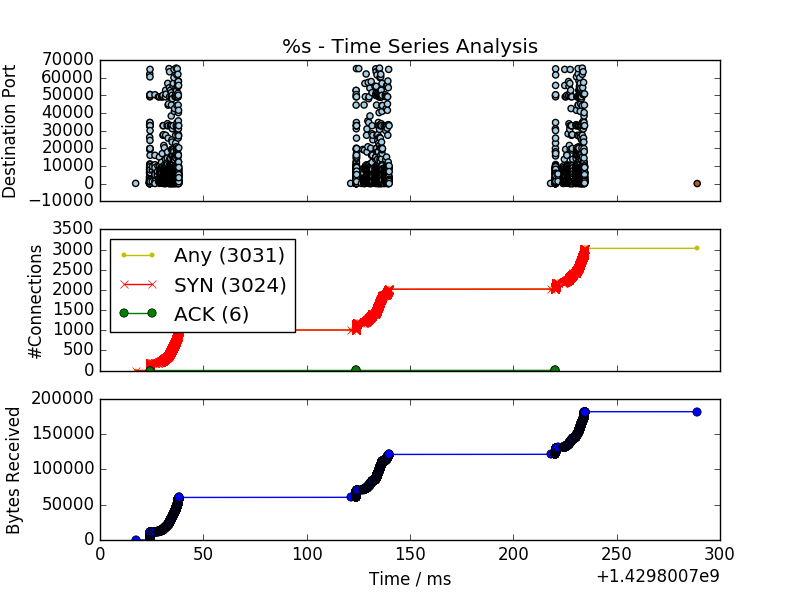 %s - Time Series Analysis
70000
60000
50000
40000
30000
20000
10000
0
−10000
Destination Port
3500
3000
2500
2000
1500
1000
500
0
#Connections
Any (3031)
SYN (3024)
ACK (6)
200000
150000
100000
50000
0
Bytes Received
0 50 100 150 200 250 300
Time / ms
+1.4298007e9